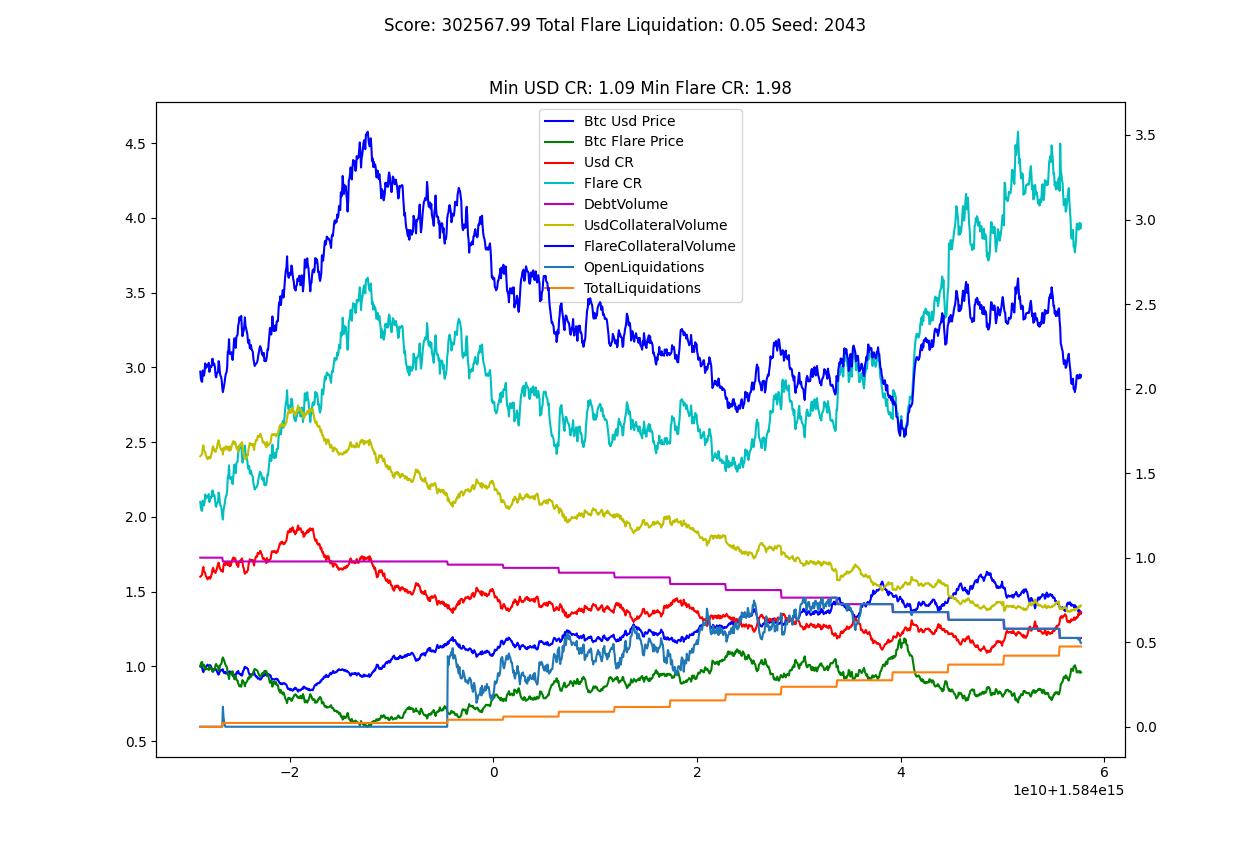 Score: 302567.99 Total Flare Liquidation: 0.05 Seed: 2043
Min USD CR: 1.09 Min Flare CR: 1.98
Btc Usd Price
Btc Flare Price
Usd CR
Flare CR
DebtVolume
UsdCollateralVolume
FlareCollateralVolume
OpenLiquidations
TotalLiquidations
4.5
4.0
3.5
3.0
2.5
2.0
1.5
1.0
0.5
3.5
3.0
2.5
2.0
1.5
1.0
0.5
0.0
−2 0 2 4 6
1e10+1.584e15